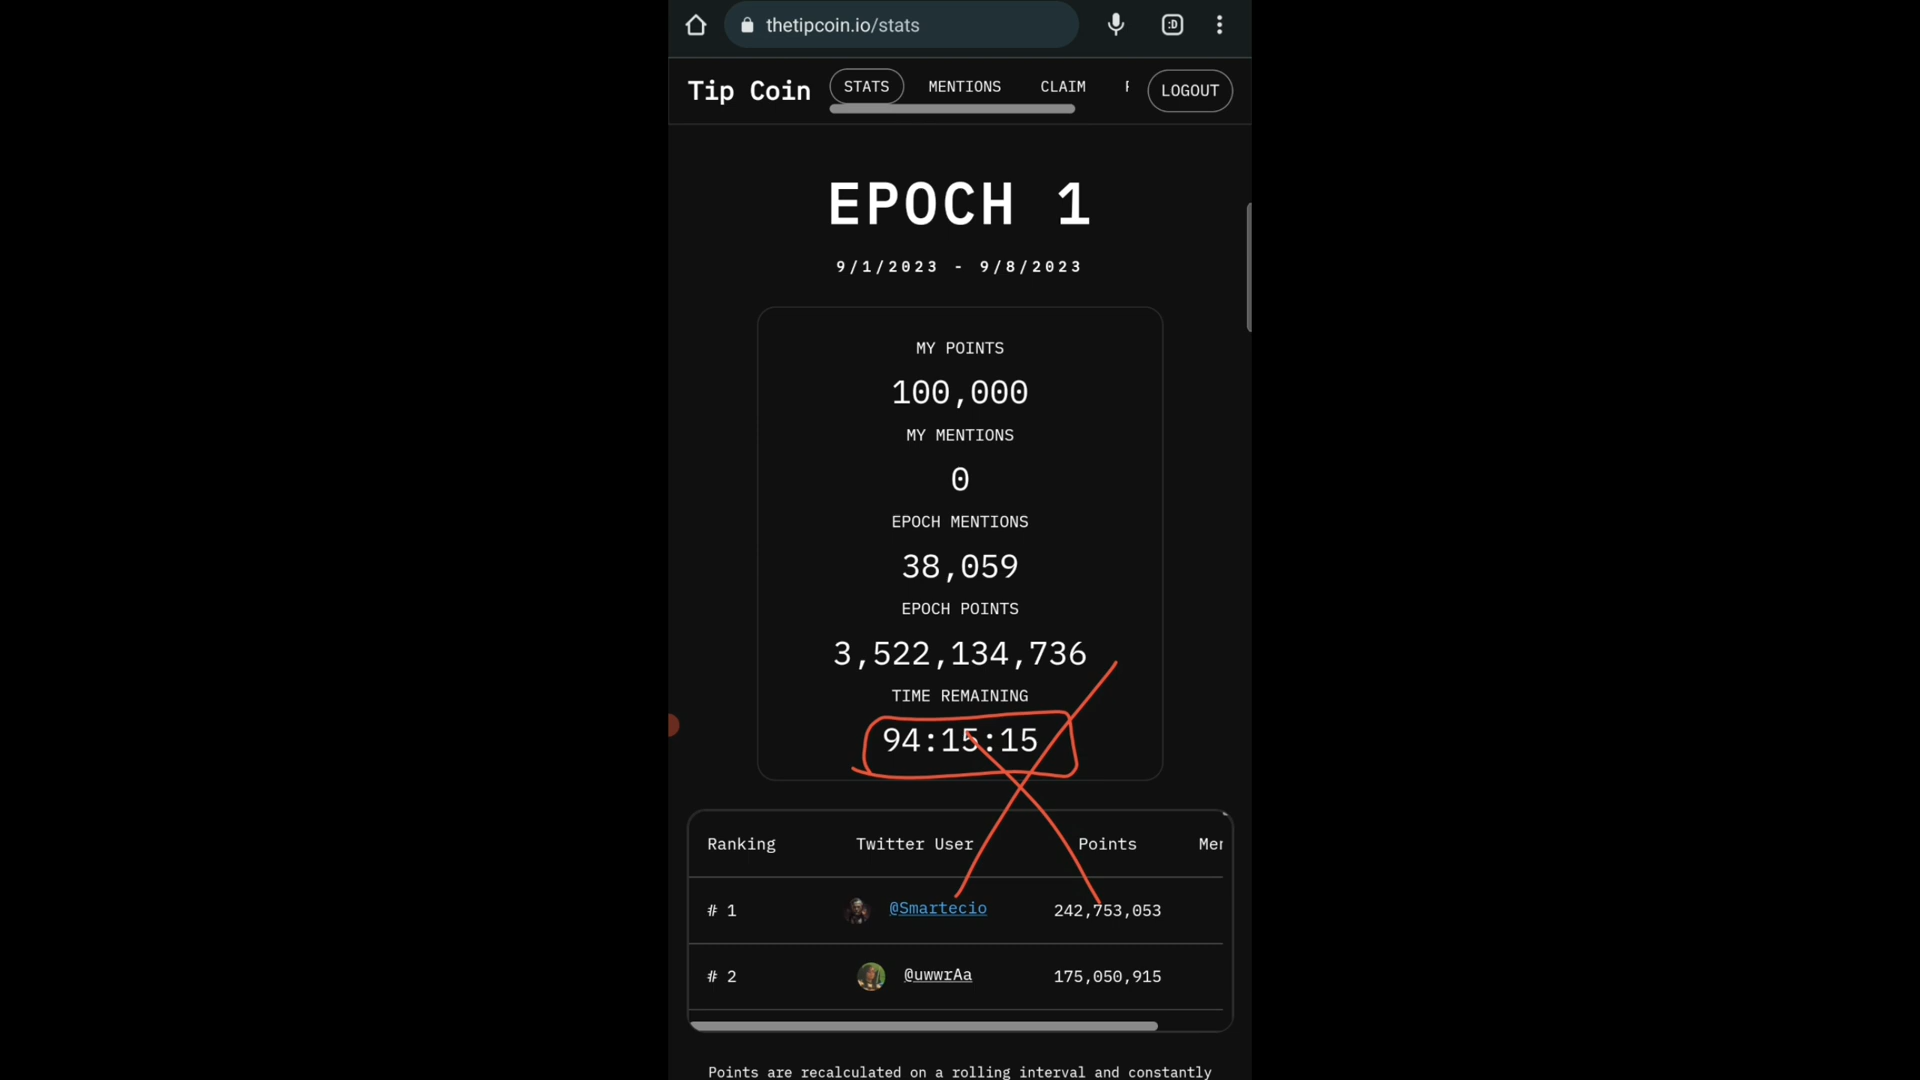 :D
thetipcoin.io/stats
Tip Coin
STATS
MENTIONS
CLAIM
LOGOUT
EPOCH 1
9/1/2023 - 9/8/2023
MY POINTS
100,000
MY MENTIONS
0
EPOCH MENTIONS
38,059
EPOCH POINTS
3,522,134,736
TIME REMAINING
94:15:15
Ranking Twitter User Points
# 1 @Smartecio 242,753,053
# 2 @uwwrAa 175,050,915
Points are recalculated on a rolling interval and constantly